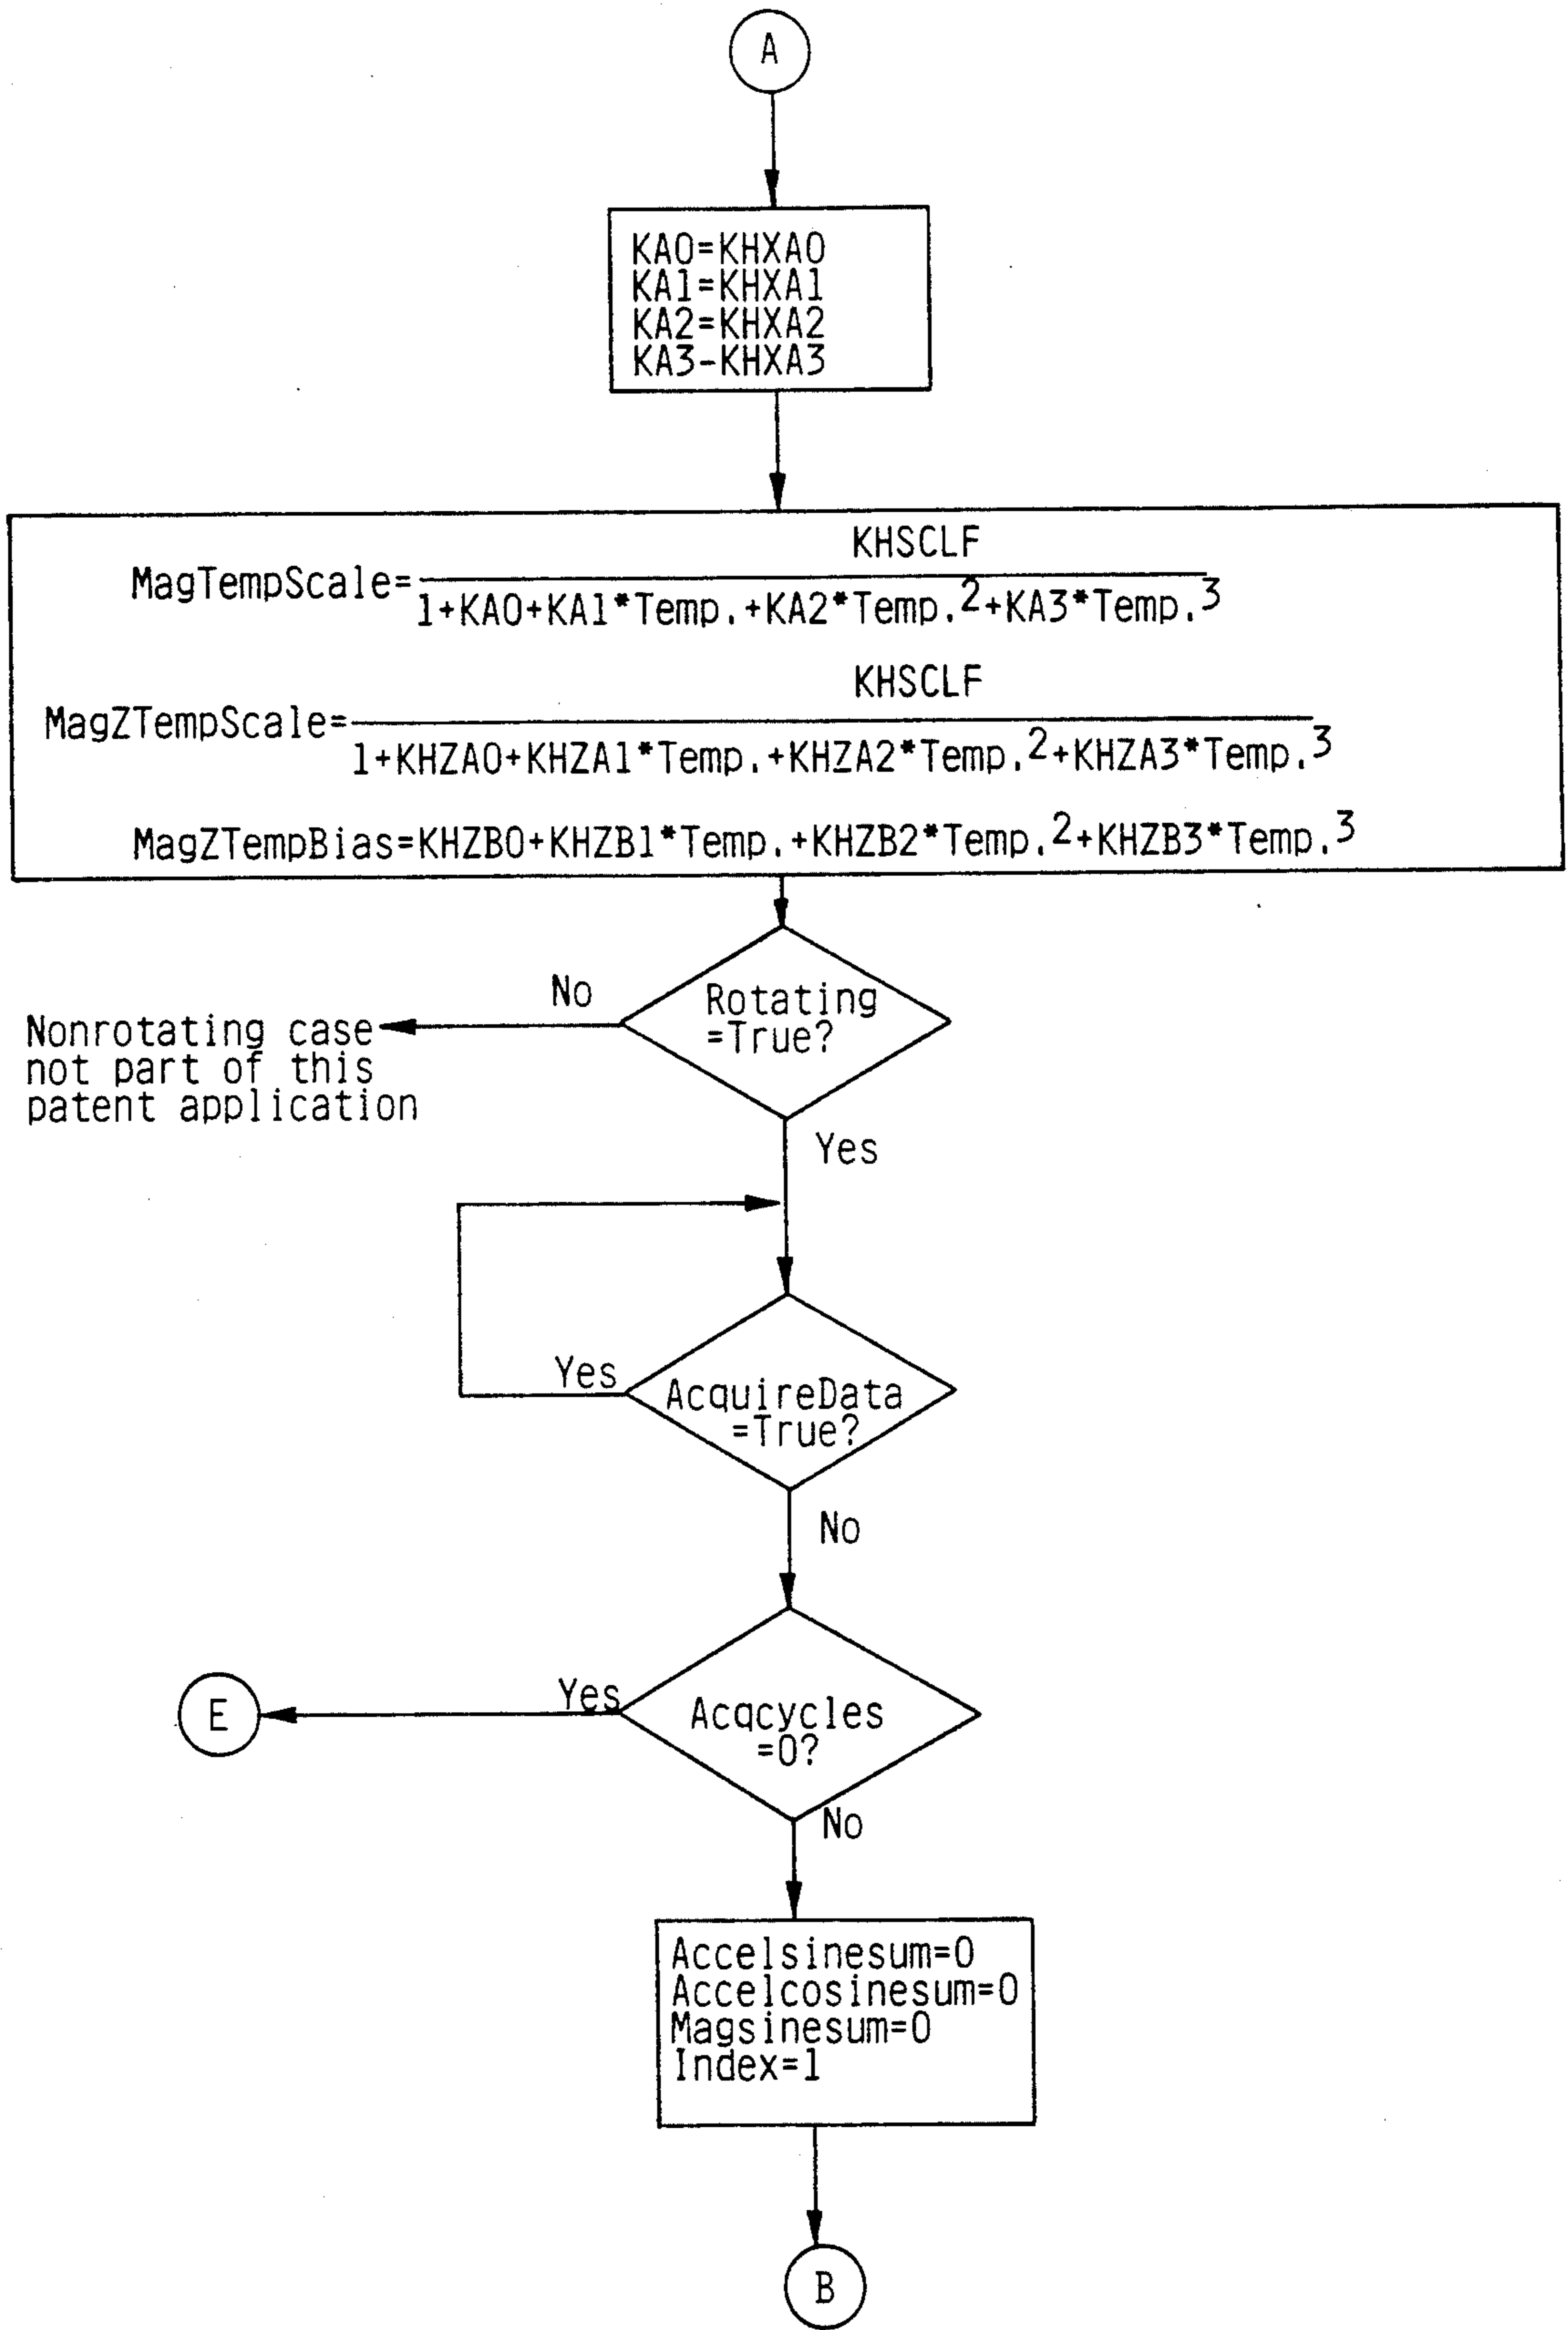 A
KA0=KHXA0
KA1=KHXA1
KA2=KHXA2
KA3-KHXA3
KHSCLF
MagTempScale=
1+KA0+KA1*Temp.+KA2*Temp.2+KA3*Temp.3
KHSCLF
MagZTempScale=
1+KHZA0+KHZA1*Temp.+KHZA2*Temp.2+KHZA3*Temp.3
MagZTempBias=KHZB0+KHZB1*Temp.+KHZB2*Temp.2+KHZB3*Temp.3
No
Rotating
=True?
Nonrotating case
not part of this
patent application
Yes
Yes
AcquireData
=True?
No
Yes
E
Acqcycles
=0?
No
Accelsinesum=0
Accelcosinesum=0
Magsinesum=0
Index=1
B